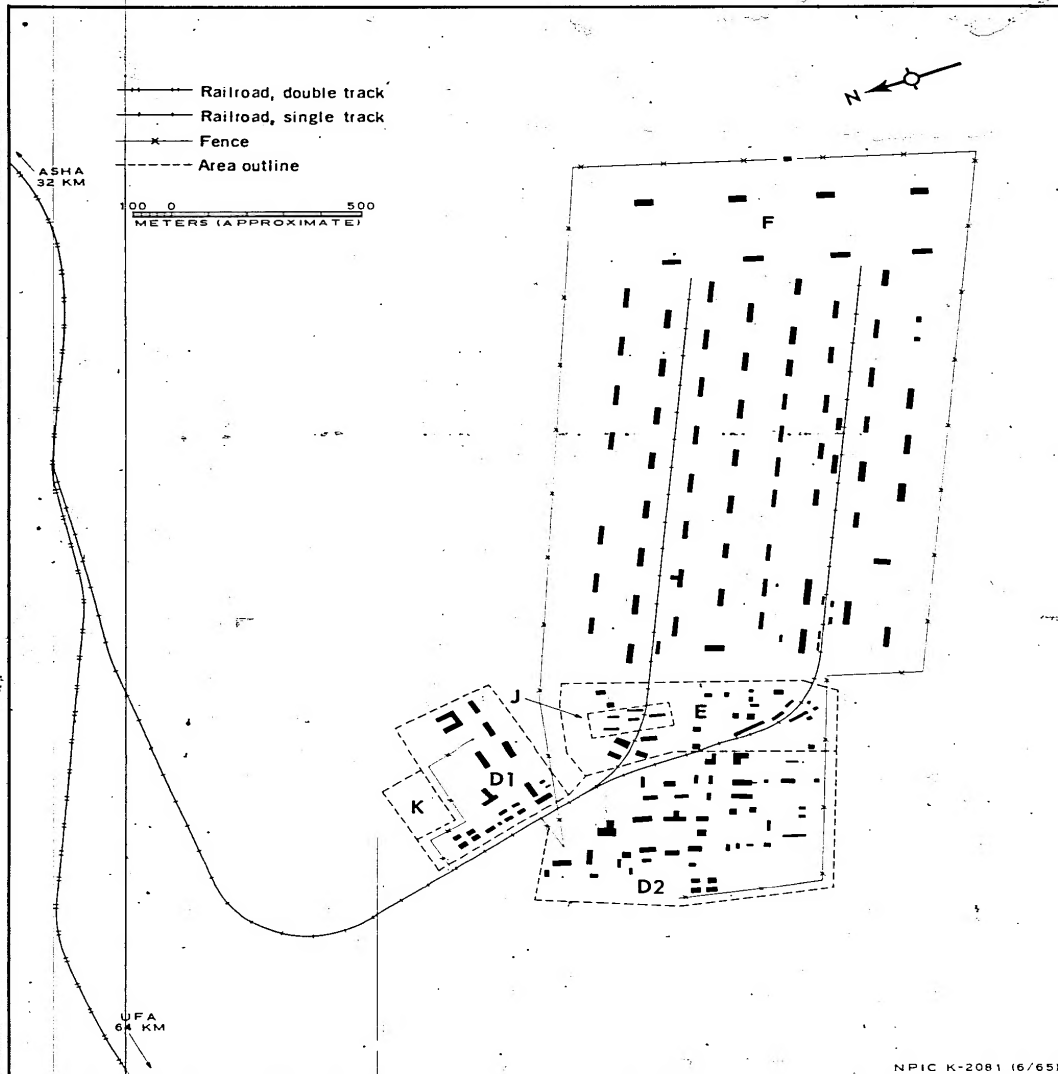 Railroad, double track
Railroad, single track
Fence
Area outline
N
ASHA
32 KM
100 0 500
METERS (APPROXIMATE)
F
J
E
D1
K
D2
UFA
64 KM
NPIC K-2081 (6/65)